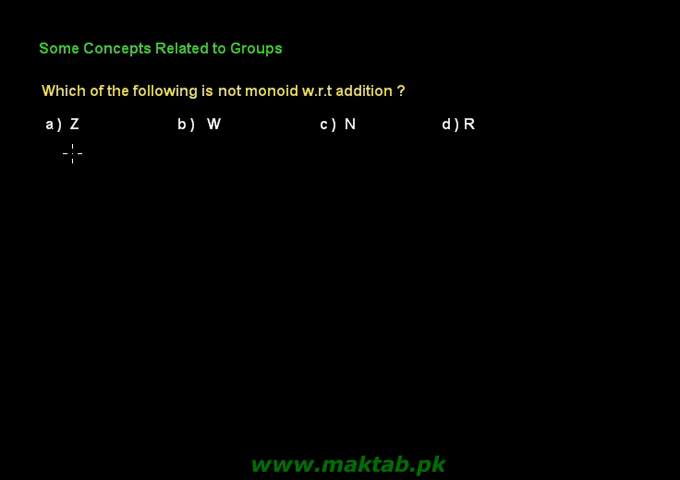 Some Concepts Related to Groups
Which of the following is not monoid w.r.t addition ?
a ) Z b ) W c ) N d ) R
www.maktab.pk